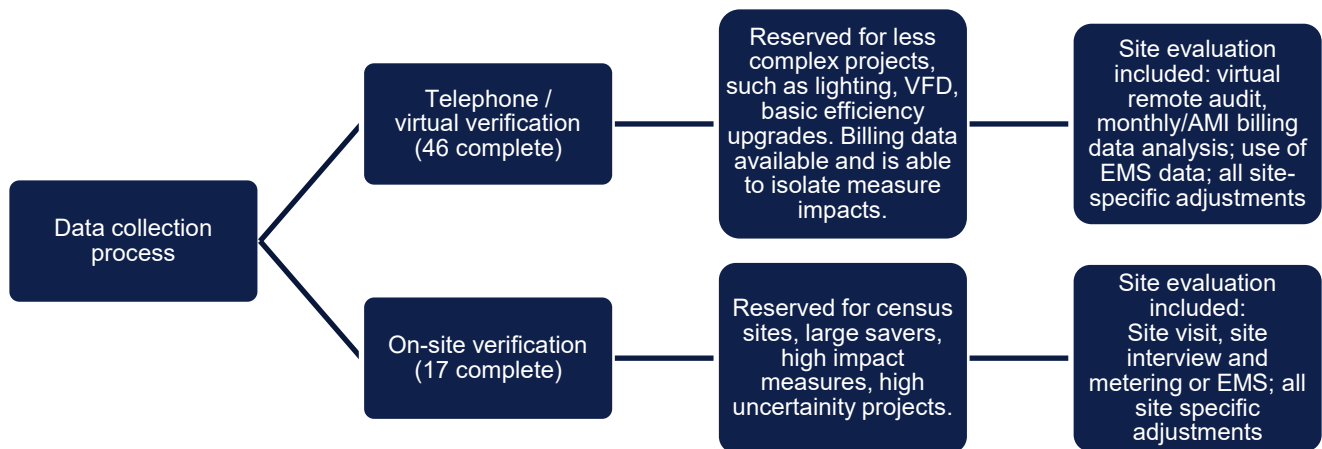 Data collection
process
Telephone /
virtual verification
(46 complete)
Reserved for less
complex projects,
such as lighting, VFD,
basic efficiency
upgrades. Billing data
available and is able
to isolate measure
impacts.
Site evaluation
included: virtual
remote audit,
monthly/AMI billing
data analysis; use of
EMS data; all site-
specific adjustments
On-site verification
(17 complete)
Reserved for census
sites, large savers,
high impact
measures, high
uncertainity projects.
Site evaluation
included:
Site visit, site
interview and
metering or EMS; all
site specific
adjustments